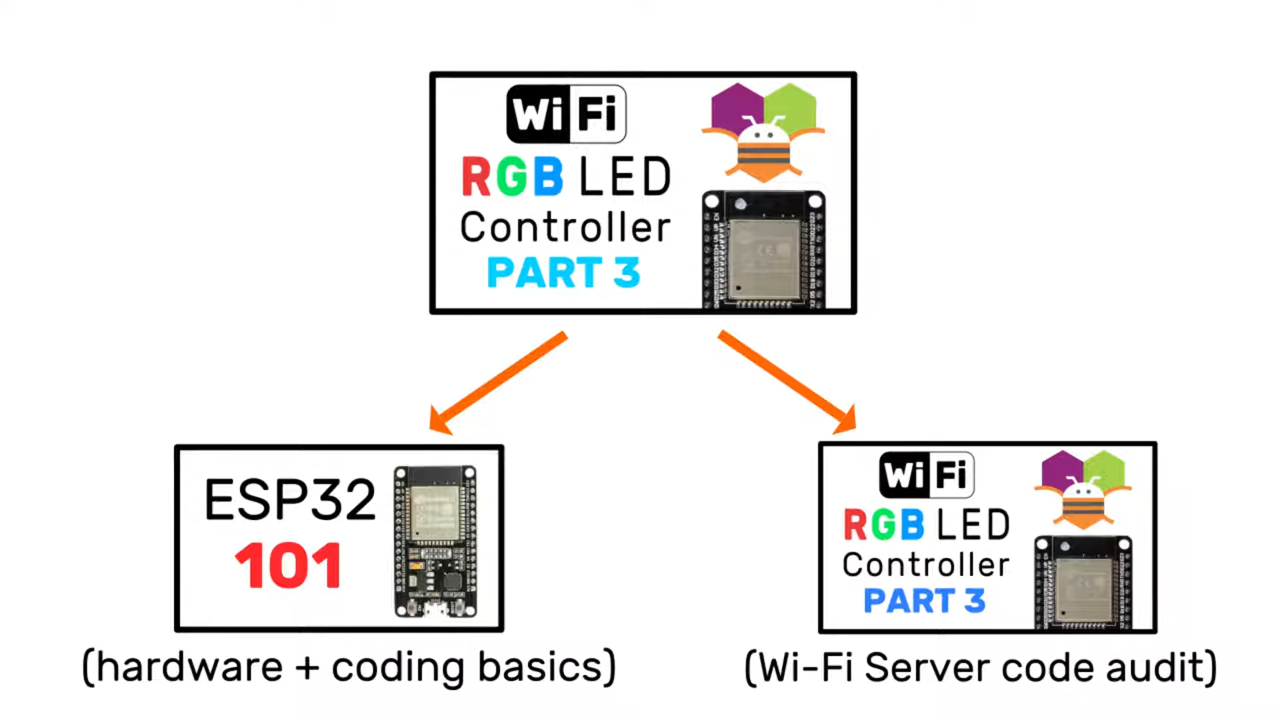 WiFi
RGB LED
Controller
PART 3
ESP32
101
(hardware + coding basics)
WiFi
RGB LED
Controller
PART 3
(Wi-Fi Server code audit)